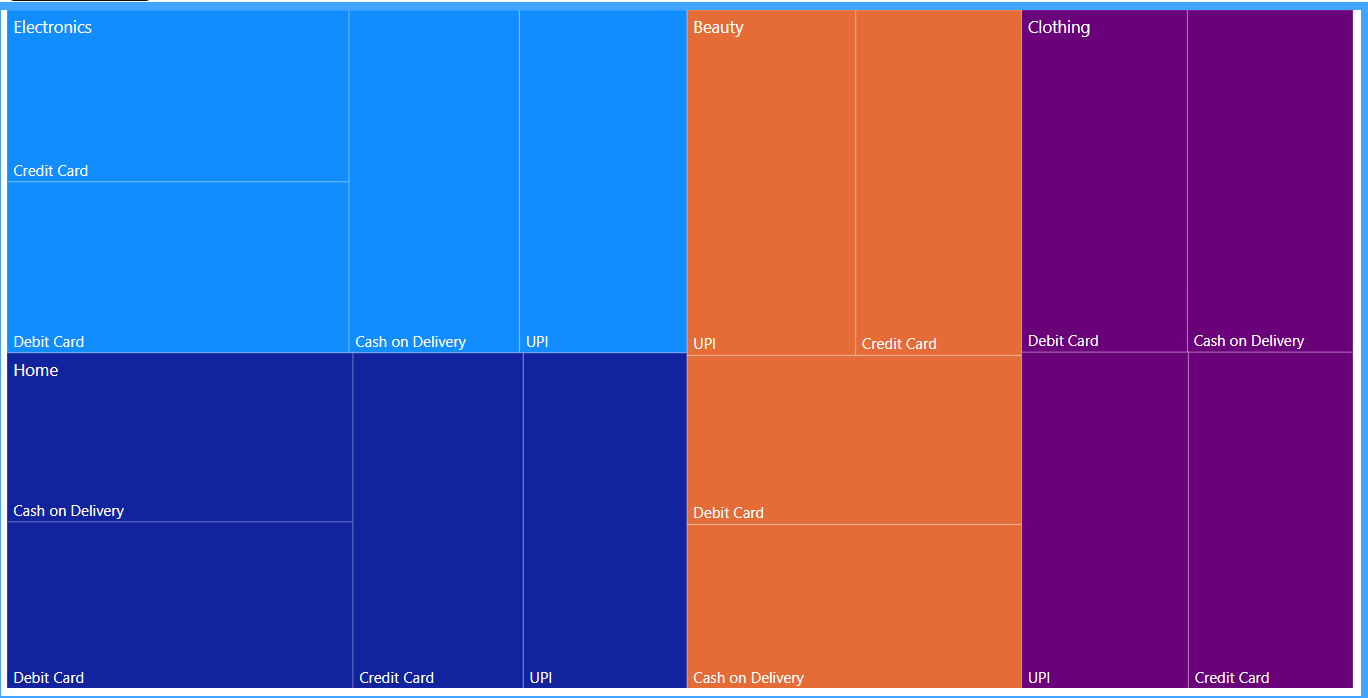 Electronics
Credit Card
Debit Card
Cash on Delivery
UPI
Home
Cash on Delivery
Debit Card
Credit Card
UPI
Beauty
UPI
Credit Card
Debit Card
Cash on Delivery
Clothing
Debit Card
Cash on Delivery
UPI
Credit Card